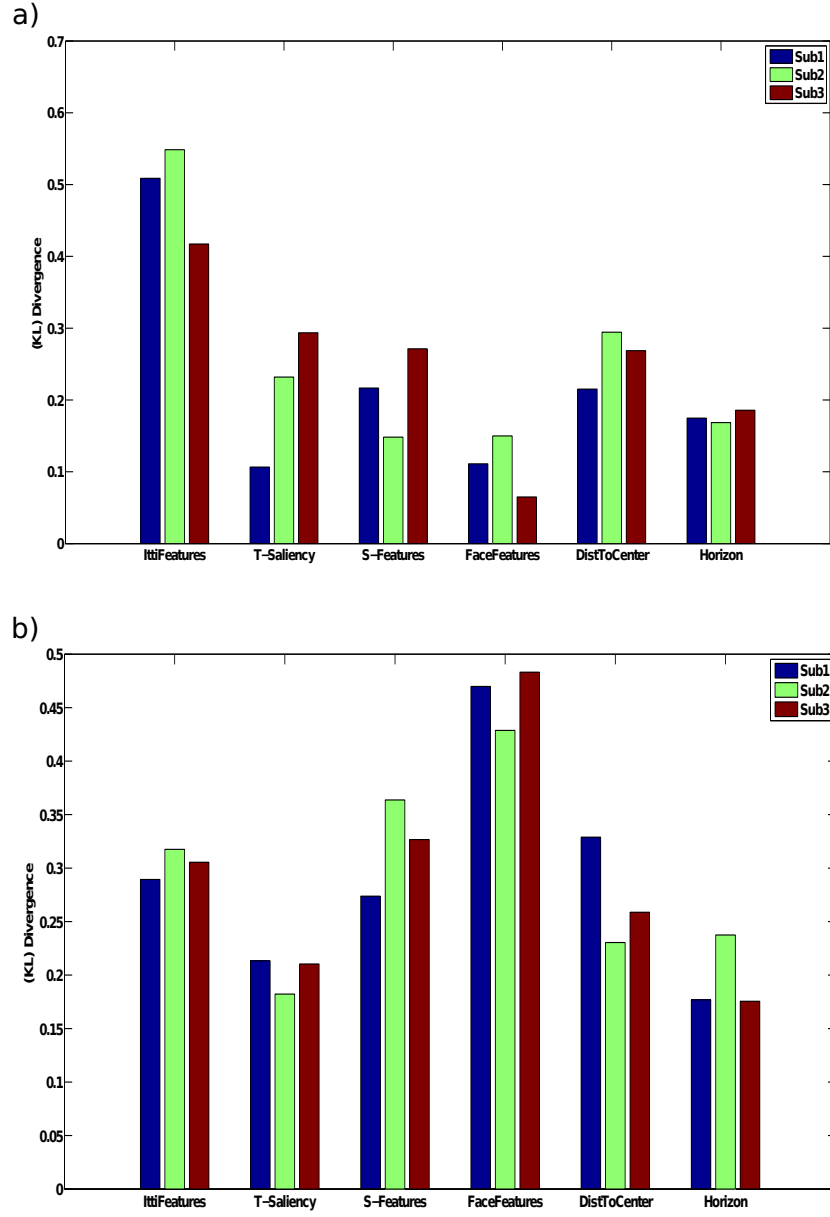 a)
0.7
0.6
0.5
0.4
0.3
0.2
0.1
0
(KL) Divergence
Sub1
Sub2
Sub3
IttiFeatures T−Saliency S−Features FaceFeatures DistToCenter Horizon
b)
0.5
0.45
0.4
0.35
0.3
0.25
0.2
0.15
0.1
0.05
0
(KL) Divergence
Sub1
Sub2
Sub3
IttiFeatures T−Saliency S−Features FaceFeatures DistToCenter Horizon